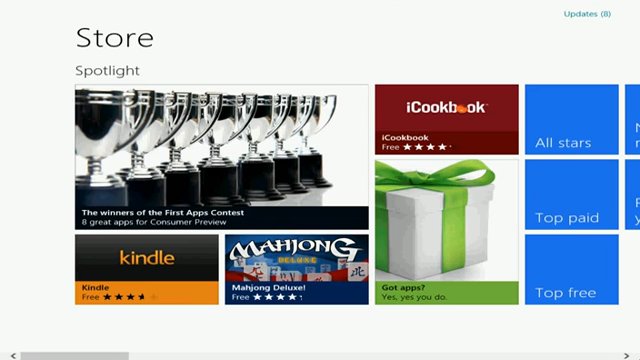 Updates (8)
Store
Spotlight
iCookbook
iCookbook
Free
All stars
The winners of the First Apps Contest
8 great apps for Consumer Preview
Top paid
kindle
Kindle
Free
MAHJONG
DELUXE
Mahjong Deluxe!
Free
Got apps?
Yes, yes you do.
Top free